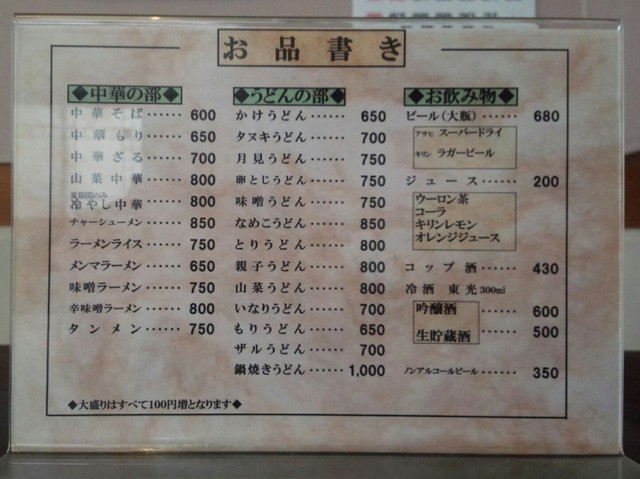 お品書き
◆中華の部◆
中華そば……600
中華もり……650
中華ざる……700
山菜中華……800
夏期間のみ
冷やし中華……800
チャーシューメン……850
ラーメンライス……750
メンマラーメン……650
味噌ラーメン……750
辛味噌ラーメン……800
タンメン……750
◆うどんの部◆
かけうどん……650
タヌキうどん……700
月見うどん……750
卵とじうどん……750
味噌うどん……750
なめこうどん……850
とりうどん……800
親子うどん……800
山菜うどん……800
いなりうどん……700
もりうどん……650
ザルうどん……700
鍋焼きうどん……1,000
◆お飲み物◆
ビール(大瓶)……680
アサヒ スーパードライ
キリン ラガービール
ジュース……200
ウーロン茶
コーラ
キリンレモン
オレンジジュース
コップ酒……430
冷酒 東光 300ml
吟醸酒……600
生貯蔵酒……500
ノンアルコールビール……350
◆大盛りはすべて100円増となります◆